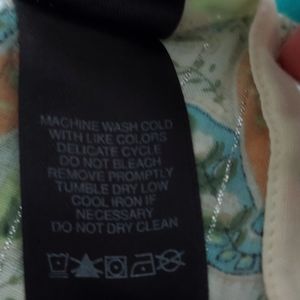 MACHINE WASH COLD
WITH LIKE COLORS
DELICATE CYCLE
DO NOT BLEACH
REMOVE PROMPTLY
TUMBLE DRY LOW
COOL IRON IF
NECESSARY
DO NOT DRY CLEAN